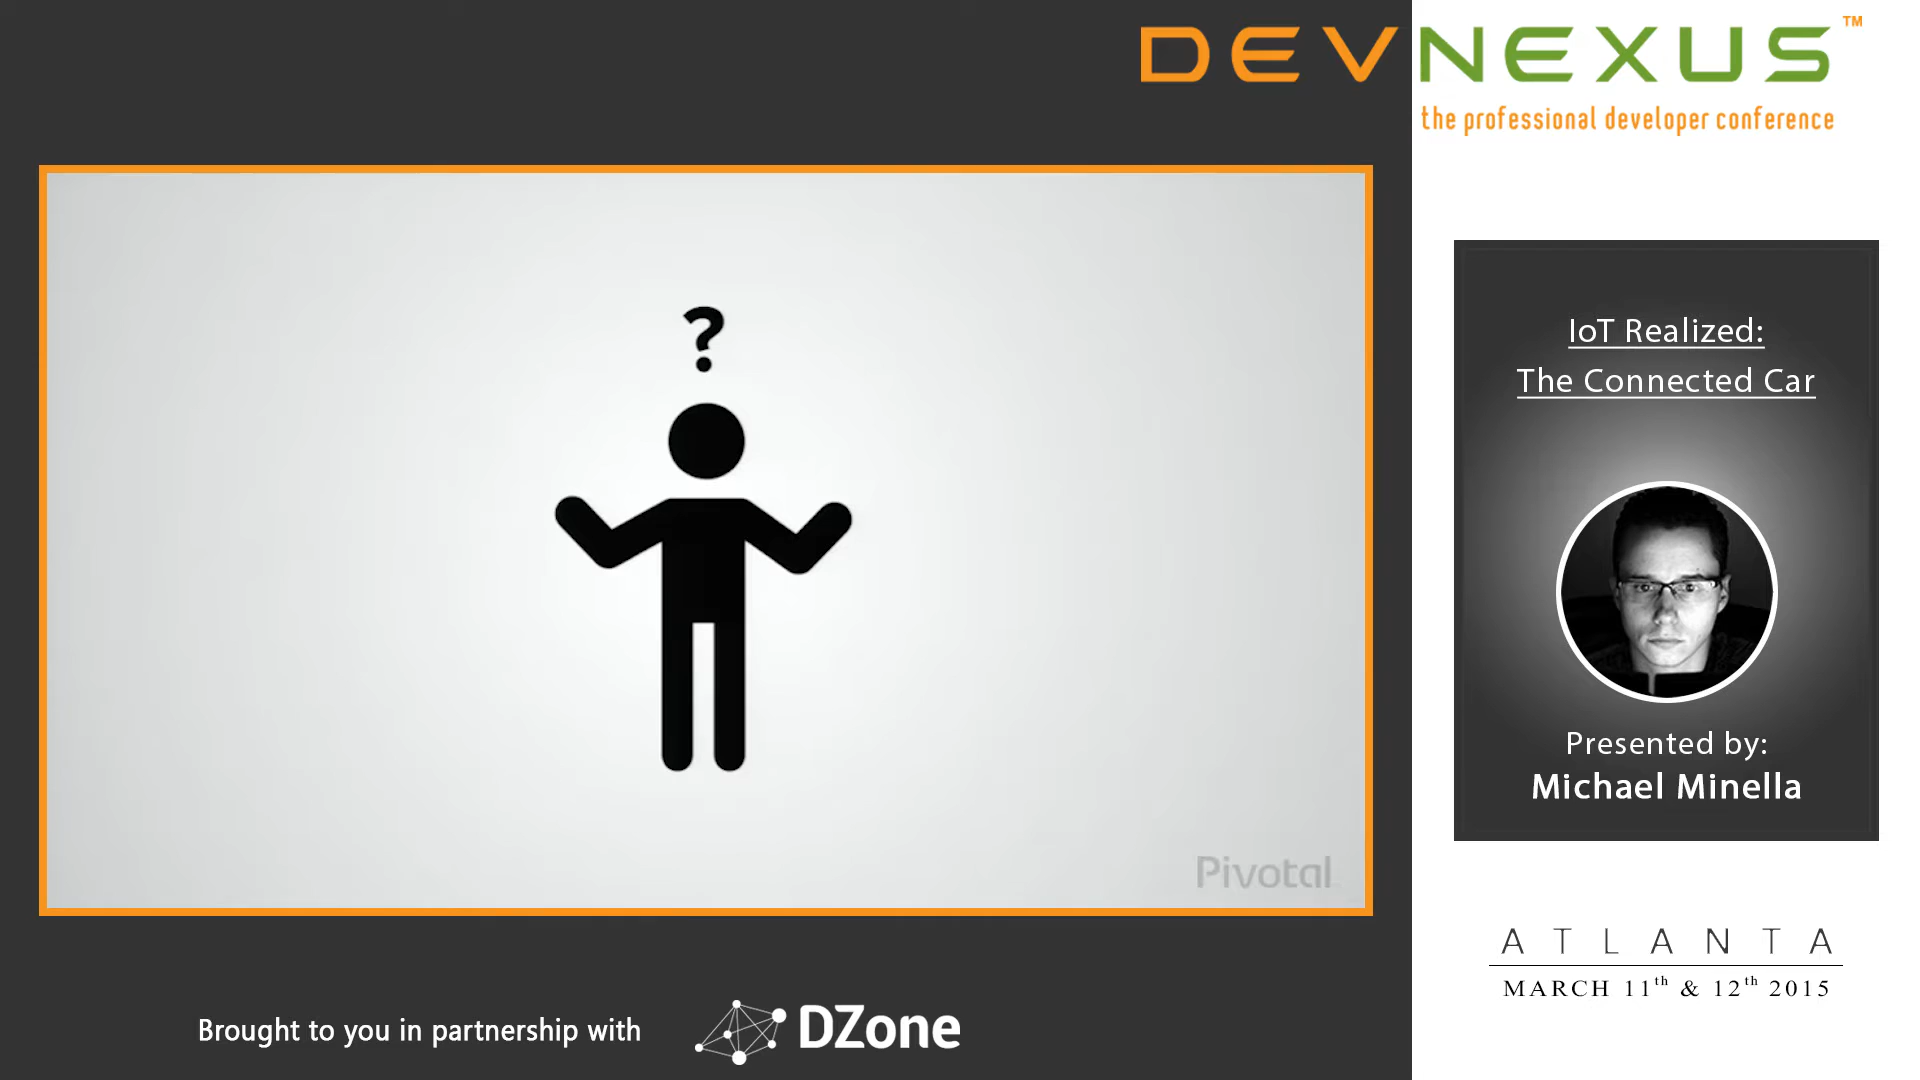 DEVNEXUS™
the professional developer conference
?
Pivotal
IoT Realized:
The Connected Car
Presented by:
Michael Minella
ATLANTA
MARCH 11th & 12th 2015
Brought to you in partnership with
DZone